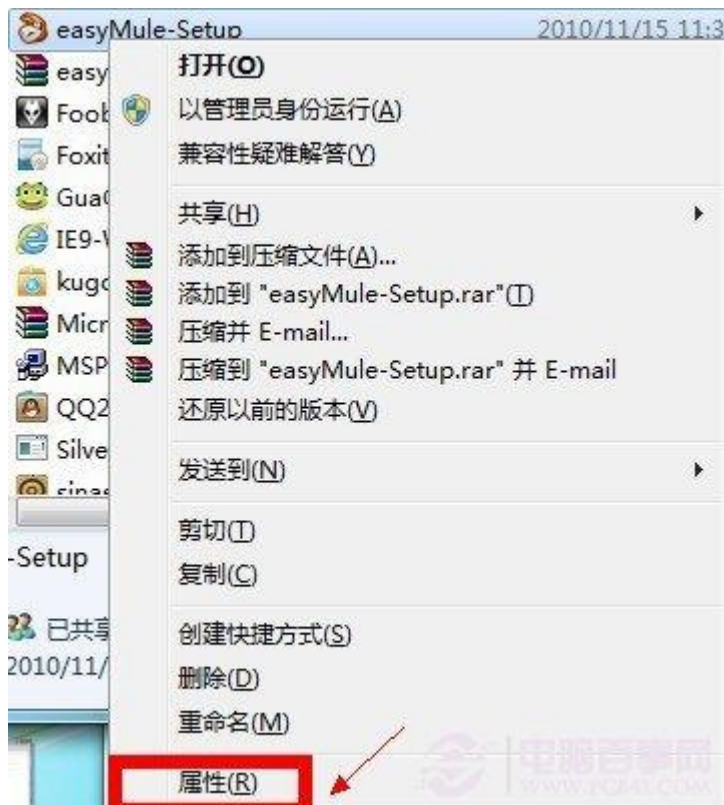 easyMule-Setup 2010/11/15 11:3
easy
打开(O)
Foob
以管理员身份运行(A)
Foxit
兼容性疑难解答(Y)
Gua
共享(H)
IE9-
添加到压缩文件(A)...
kugo
添加到 "easyMule-Setup.rar"(T)
Micr
压缩并 E-mail...
MSP
压缩到 "easyMule-Setup.rar" 并 E-mail
QQ2
还原以前的版本(V)
Silve
发送到(N)
sinas
剪切(T)
-Setup
复制(C)
已共享
创建快捷方式(S)
2010/11/
删除(D)
重命名(M)
属性(R)
电脑百事网
WWW.PC841.COM